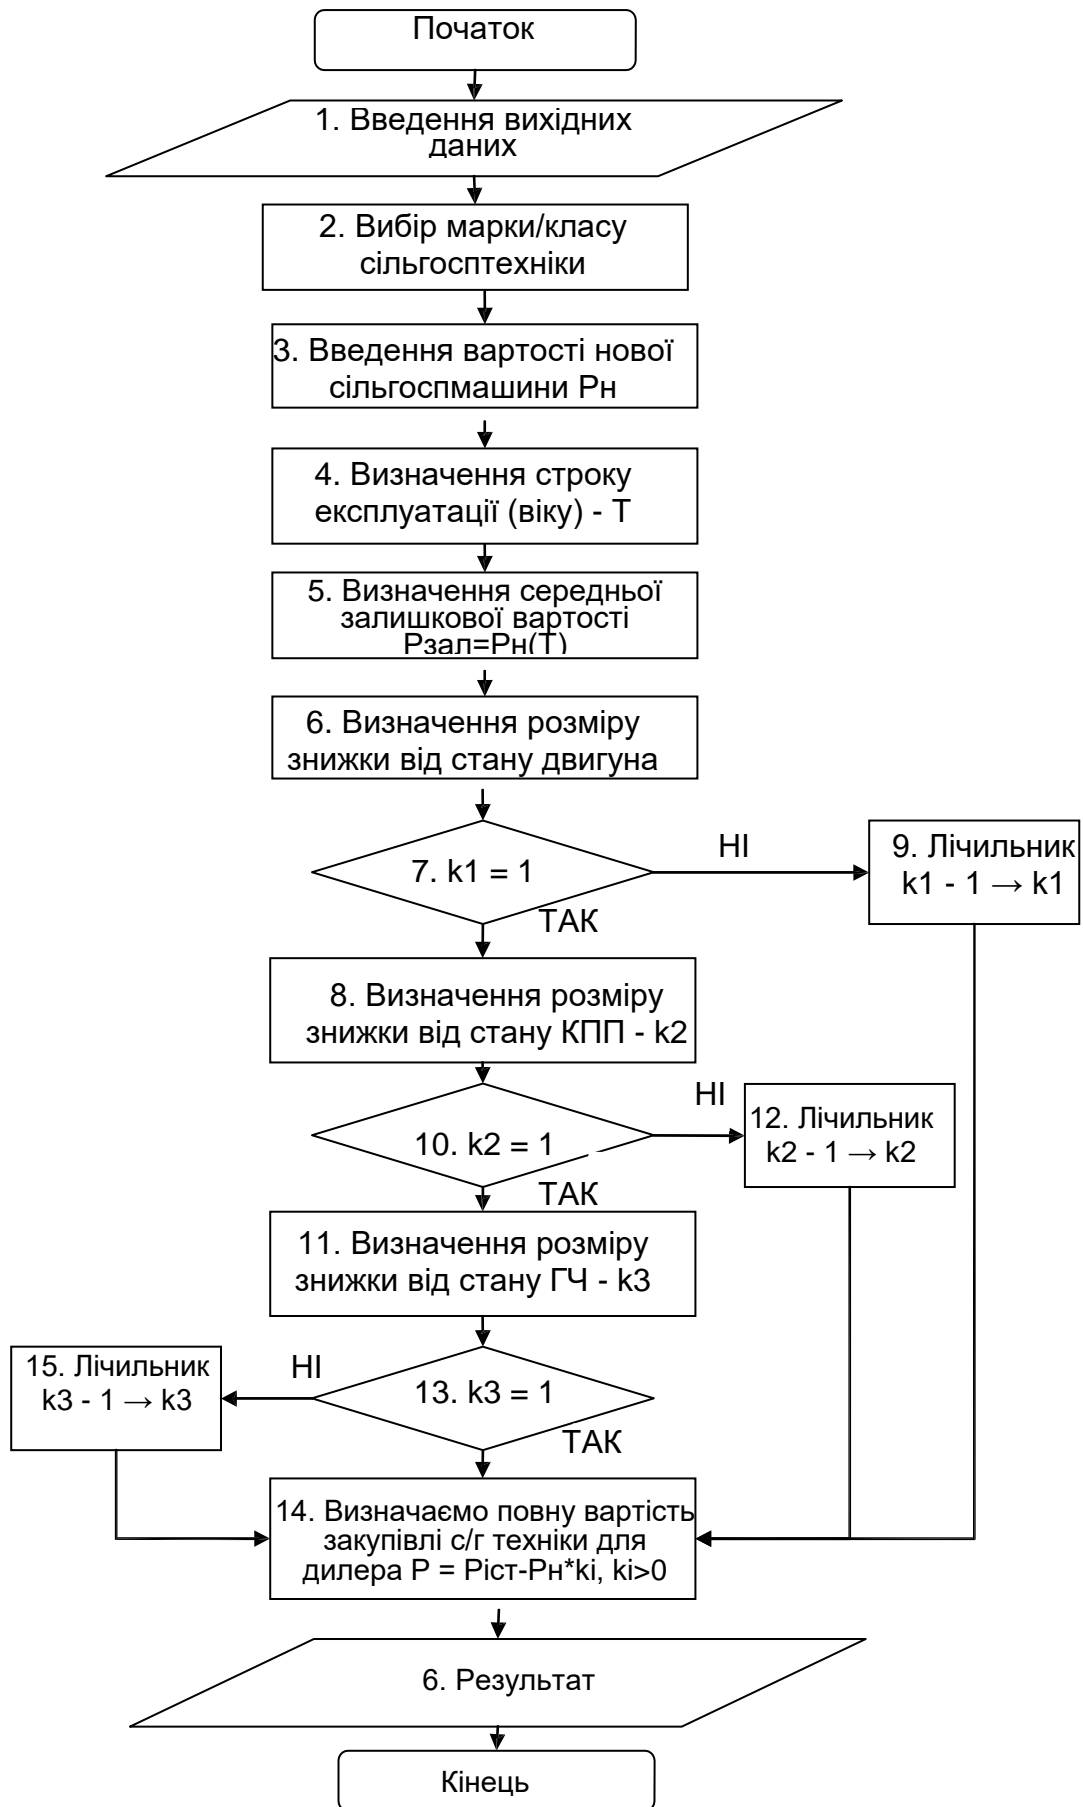 Початок
1. Введення вихідних
даних
2. Вибір марки/класу
сільгосптехніки
3. Введення вартості нової
сільгоспмашини Рн
4. Визначення строку
експлуатації (віку) - Т
5. Визначення середньої
залишкової вартості
Рзал=Рн(Т)
6. Визначення розміру
знижки від стану двигуна
7. k1 = 1
НІ
9. Лічильник
k1 - 1 → k1
ТАК
8. Визначення розміру
знижки від стану КПП - k2
10. k2 = 1
НІ
12. Лічильник
k2 - 1 → k2
ТАК
11. Визначення розміру
знижки від стану ГЧ - k3
15. Лічильник
k3 - 1 → k3
НІ
13. k3 = 1
ТАК
14. Визначаємо повну вартість
закупівлі с/г техніки для
дилера Р = Ріст-Рн*ki, ki>0
6. Результат
Кінець